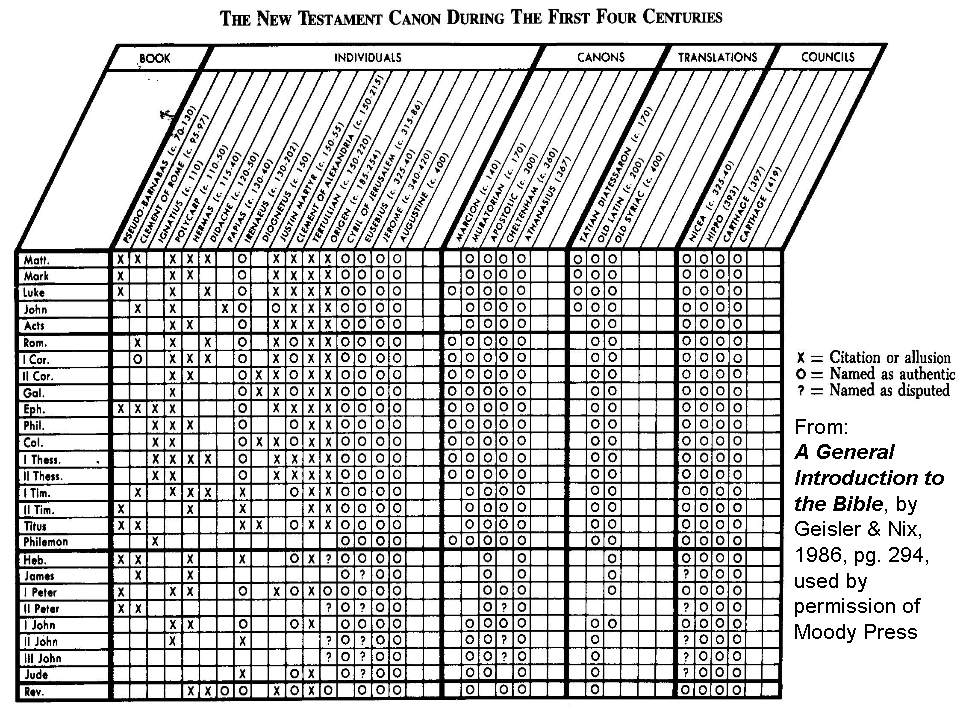 THE NEW TESTAMENT CANON DURING THE FIRST FOUR CENTURIES
BOOK
INDIVIDUALS
CANONS
TRANSLATIONS
COUNCILS
PSEUDO-BARNABAS (c. 70-130)
CLEMENT OF ROME (c. 95-97)
IGNATIUS (c. 110)
POLYCARP (c. 110-50)
HERMAS (c. 115-40)
DIDACHE (c. 120-50)
PAPIAS (c. 130-40)
IRENAEUS (c. 130-202)
DIOGNETUS (c. 150)
JUSTIN MARTYR (c. 150-55)
CLEMENT OF ALEXANDRIA (c. 150-215)
TERTULLIAN (c. 150-220)
ORIGEN (c. 185-254)
CYRIL OF JERUSALEM (c. 315-86)
EUSEBIUS (c. 325-40)
JEROME (c. 340-420)
AUGUSTINE (c. 400)
MARCION (c. 140)
MURATORIAN (c. 170)
APOSTOLIC (c. 300)
CHELTENHAM (c. 360)
ATHANASIUS (367)
TATIAN DIATESSARON (c. 170)
OLD LATIN (c. 200)
OLD SYRIAC (c. 400)
NICEA (c. 325-40)
HIPPO (393)
CARTHAGE (397)
CARTHAGE (419)
Matt. X X X X X O X X X X O O O O O O O O O O O O O O O
Mark X X X O X X X X O O O O O O O O O O O O O O O
Luke X X X O X X X X O O O O O O O O O O O O O O O O
John X X X O O X X X O O O O O O O O O O O O O O O
Acts X X O X X X X O O O O O O O O O O O O O O
Rom. X X X O X X X X O O O O O O O O O O O O O O O
I Cor. O X X X O X X X X O O O O O O O O O O O O O O O
II Cor. X X O X X O X X O O O O O O O O O O O O O O O
Gal. X O X X O X X O O O O O O O O O O O O O O O
Eph. X X X X O X X X X O O O O O O O O O O O O O O O
Phil. X X X O O X X O O O O O O O O O O O O O O O
Col. X X O X X O X X O O O O O O O O O O O O O O O
I Thess. X X X X O X X X X O O O O O O O O O O O O O O O
II Thess. X X O X X X X O O O O O O O O O O O O O O O
I Tim. X X X X X O X X O O O O O O O O O O O O O O
II Tim. X X X X X O O O O O O O O O O O O O O
Titus X X X X O X X O O O O O O O O O O O O O O
Philemon X O O O O O O O O O O O O O O O
Heb. X X X X O X ? O O O O O O O O O O O
James X X O ? O O O O O ? O O O
I Peter X X X O X O X O O O O O O O O O O O O O
II Peter X X ? O ? O O O ? O ? O O O
I John X X O O X O O O O O O O O O O O O O O
II John X X ? O ? O O O O ? O O ? O O O
III John ? O ? O O O O ? O O ? O O O
Jude X O X O ? O O O O O O ? O O O
Rev. X X O O X O X O O O O O O O O O O O O
X = Citation or allusion
O = Named as authentic
? = Named as disputed
From:
A General
Introduction to
the Bible, by
Geisler & Nix,
1986, pg. 294,
used by
permission of
Moody Press